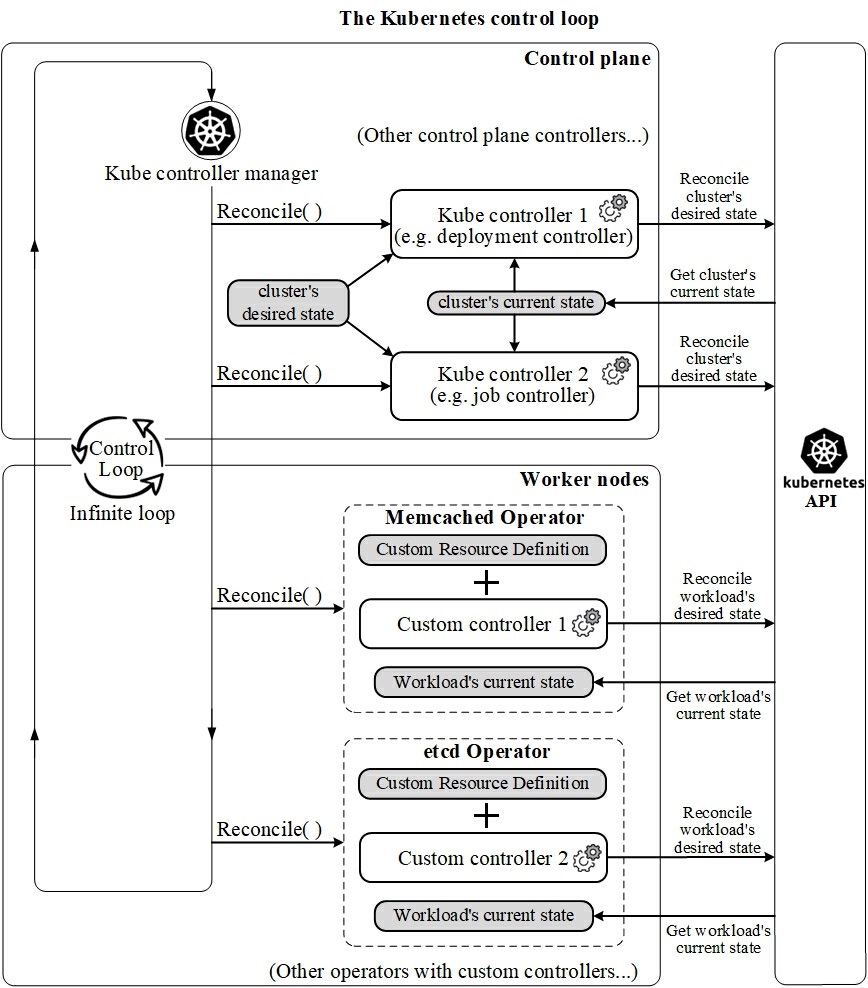 The Kubernetes control loop
Control plane
(Other control plane controllers...)
Kube controller manager
Reconcile( )
Kube controller 1
(e.g. deployment controller)
Reconcile
cluster's
desired state
cluster's
desired state
cluster's current state
Get cluster's
current state
Reconcile( )
Kube controller 2
(e.g. job controller)
Reconcile
cluster's
desired state
Control
Loop
Infinite loop
kubernetes
API
Worker nodes
Memcached Operator
Custom Resource Definition
+
Reconcile( )
Custom controller 1
Reconcile
workload's
desired state
Workload's current state
Get workload's
current state
etcd Operator
Custom Resource Definition
+
Reconcile( )
Custom controller 2
Reconcile
workload's
desired state
Workload's current state
Get workload's
current state
(Other operators with custom controllers...)